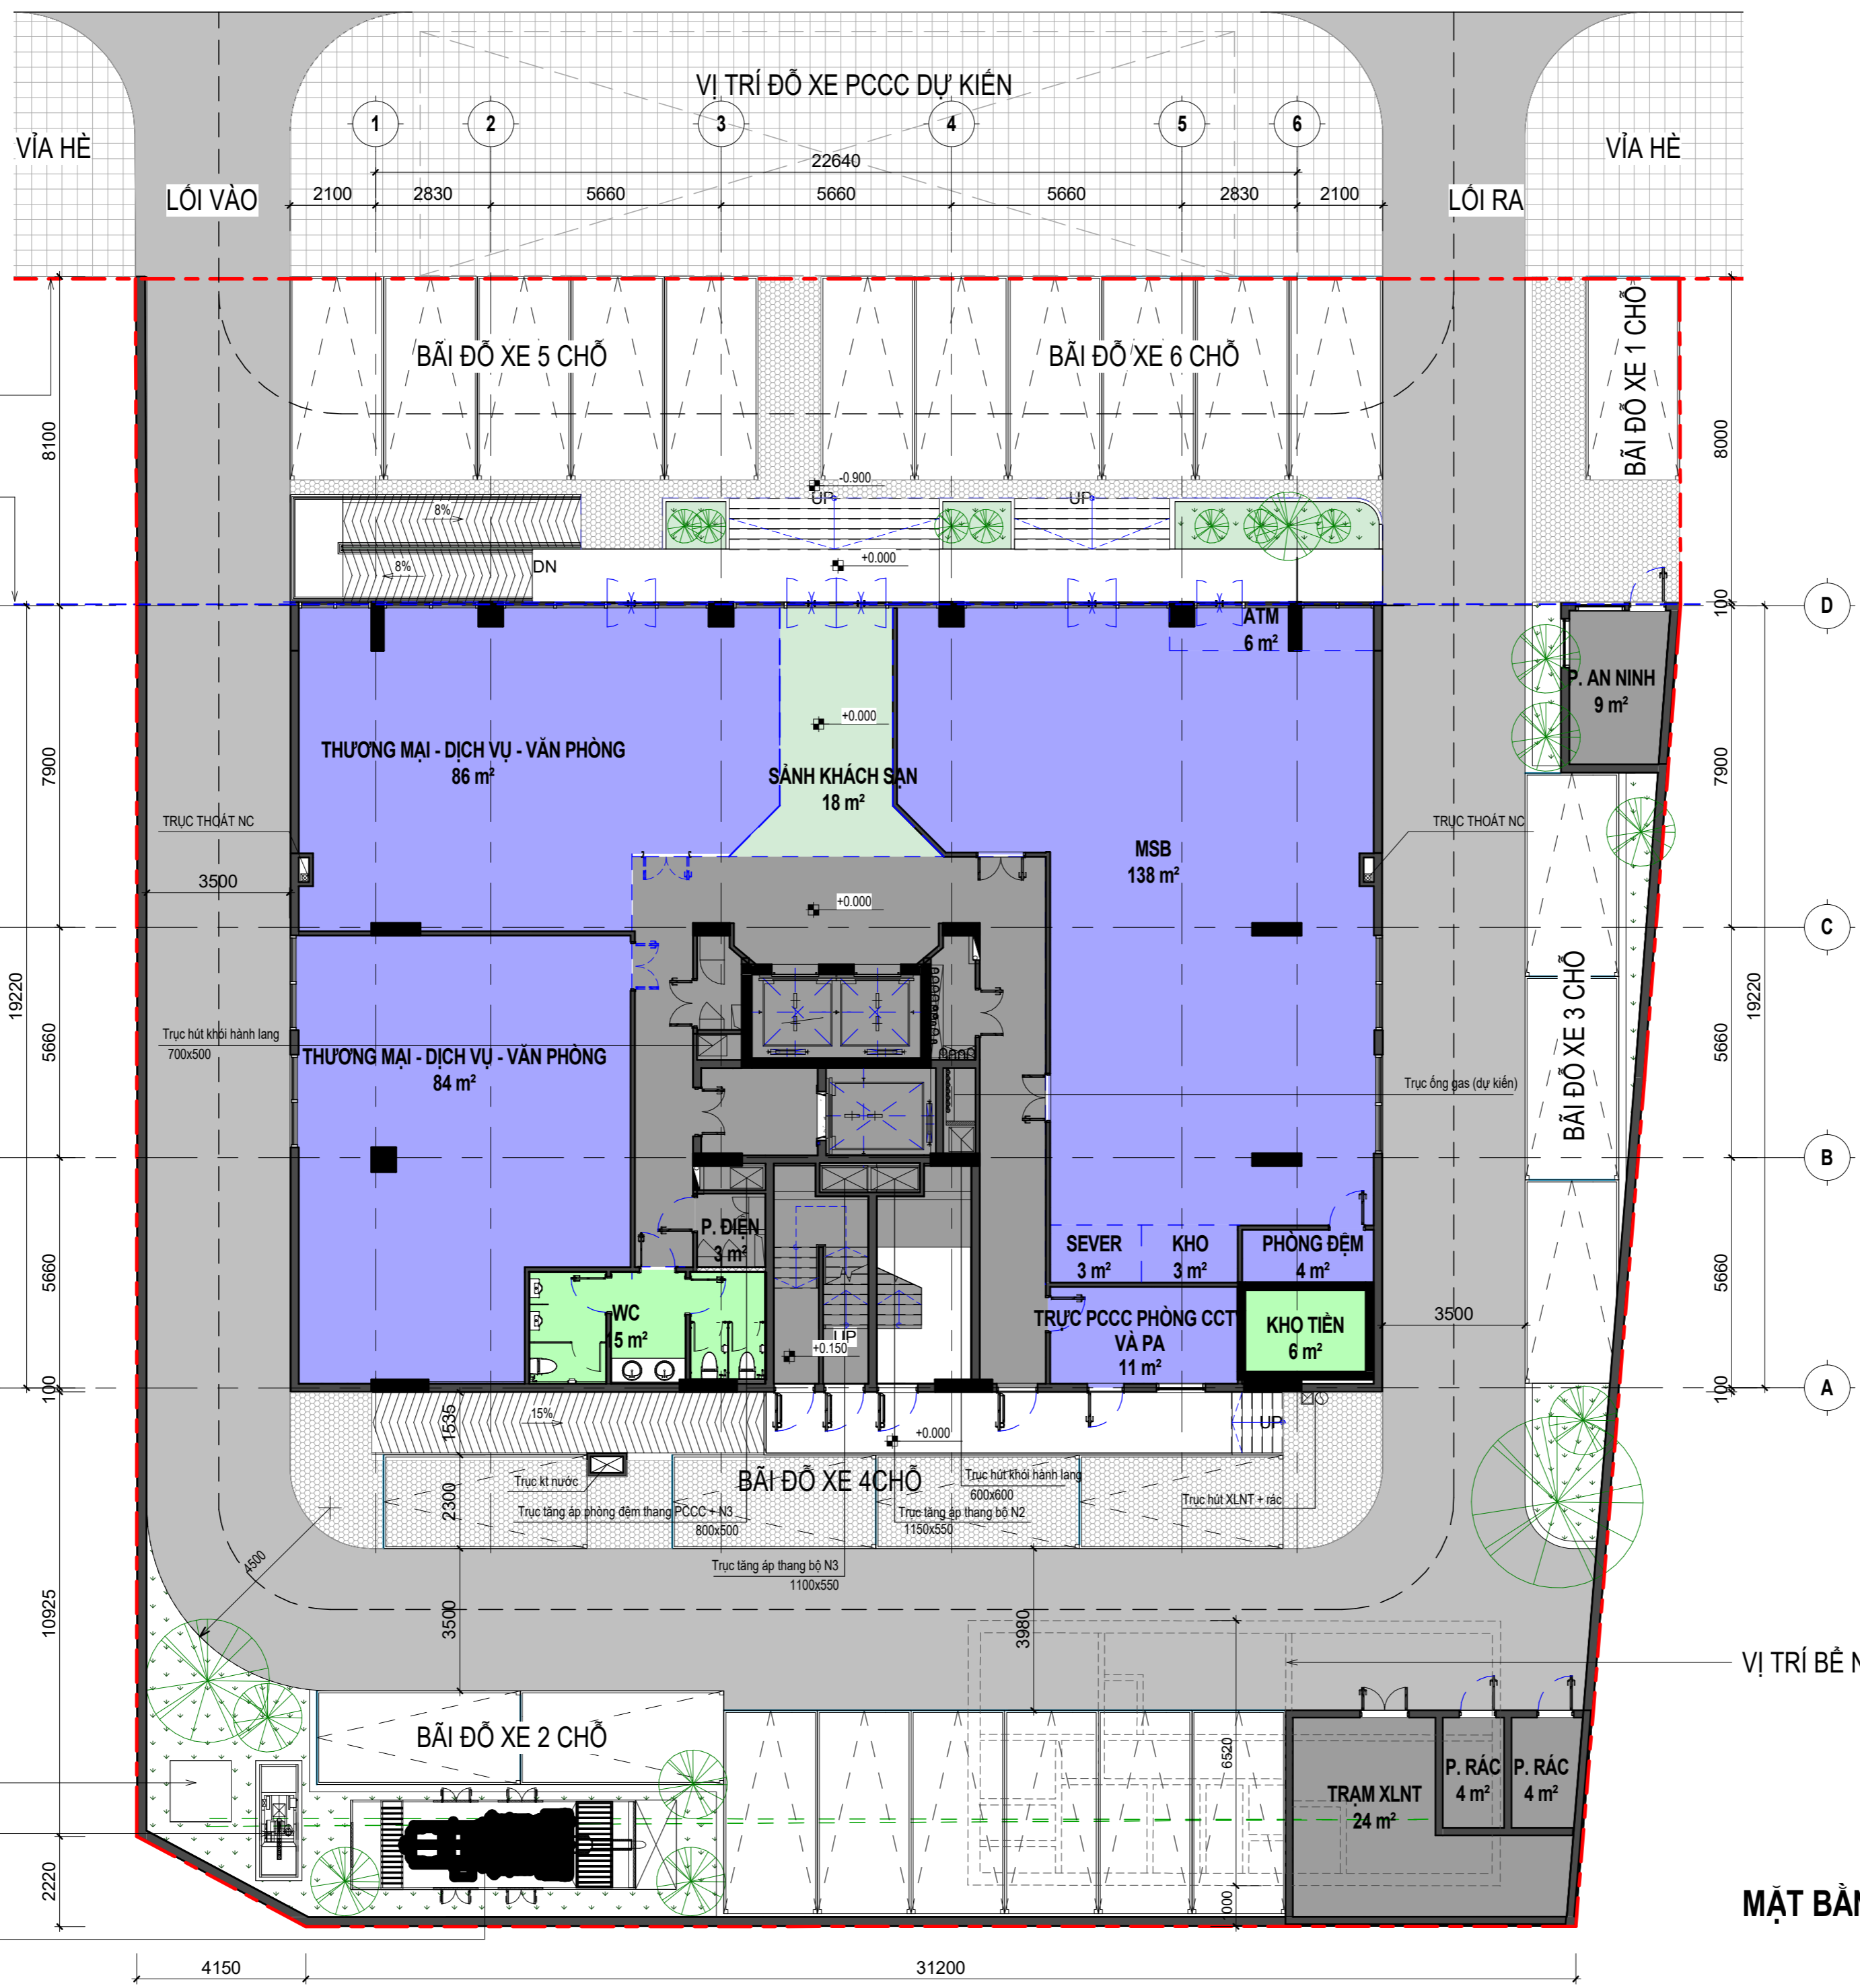 VỊ TRÍ ĐỖ XE PCCC DỰ KIẾN
1
2
3
4
5
6
VỈA HÈ
VỈA HÈ
22640
LỐI VÀO
2100
2830
5660
5660
5660
2830
2100
LỐI RA
BÃI ĐỖ XE 5 CHỖ
BÃI ĐỖ XE 6 CHỖ
BÃI ĐỖ XE 1 CHỖ
8100
8000
-0.900
UP
UP
8%
8%
DN
+0.000
100
D
ATM
6 m²
P. AN NINH
9 m²
+0.000
THƯƠNG MẠI - DỊCH VỤ - VĂN PHÒNG
86 m²
SẢNH KHÁCH SẠN
18 m²
7900
7900
TRỤC THOÁT NC
TRỤC THOÁT NC
MSB
138 m²
3500
+0.000
C
19220
19220
5660
5660
BÃI ĐỖ XE 3 CHỖ
Trục hút khói hành lang
700x500
THƯƠNG MẠI - DỊCH VỤ - VĂN PHÒNG
84 m²
Trục ống gas (dự kiến)
B
P. ĐIỆN
3 m²
SEVER
3 m²
KHO
3 m²
PHÒNG ĐỆM
4 m²
5660
5660
WC
15 m²
UP
+0.150
TRỰC PCCC PHÒNG CCTV
VÀ PA
11 m²
KHO TIỀN
6 m²
3500
100
100
A
15%
1535
+0.000
UP
BÃI ĐỖ XE 4CHỖ
Trục kt nước
Trục hút khói hành lang
600x600
Trục hút XLNT + rác
2300
Trục tăng áp phòng đệm thang PCCC + N3
800x500
Trục tăng áp thang bộ N2
1150x550
4500
Trục tăng áp thang bộ N3
1100x550
10925
3500
3980
VỊ TRÍ BỂ N
BÃI ĐỖ XE 2 CHỖ
6520
P. RÁC
4 m²
P. RÁC
4 m²
TRẠM XLNT
24 m²
2220
MẶT BẰN
4150
31200